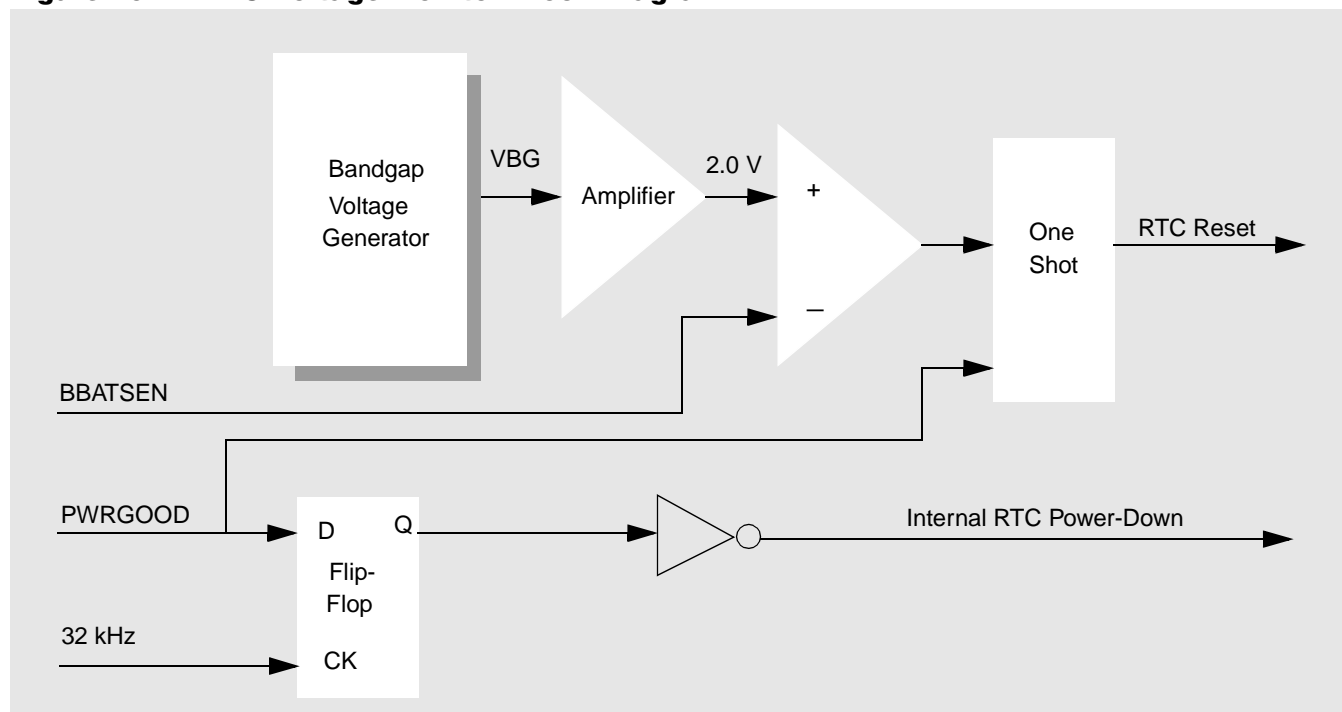 VBG
2.0 V
Bandgap
Voltage
Generator
Amplifier
+
–
One
Shot
RTC Reset
BBATSEN
PWRGOOD
D
Q
Flip-
Flop
CK
Internal RTC Power-Down
32 kHz